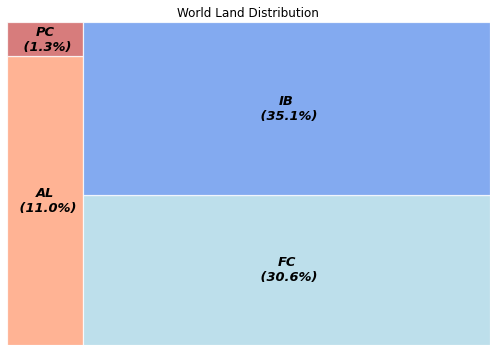 World Land Distribution
PC
(1.3%)
IB
(35.1%)
AL
(11.0%)
FC
(30.6%)